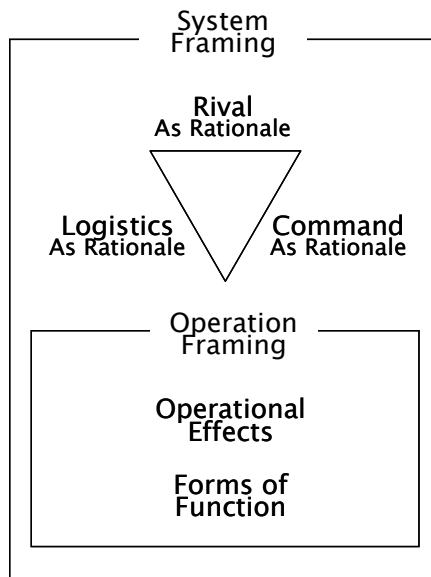 System
Framing
Rival
As Rationale
Logistics
As Rationale
Command
As Rationale
Operation
Framing
Operational
Effects
Forms of
Function